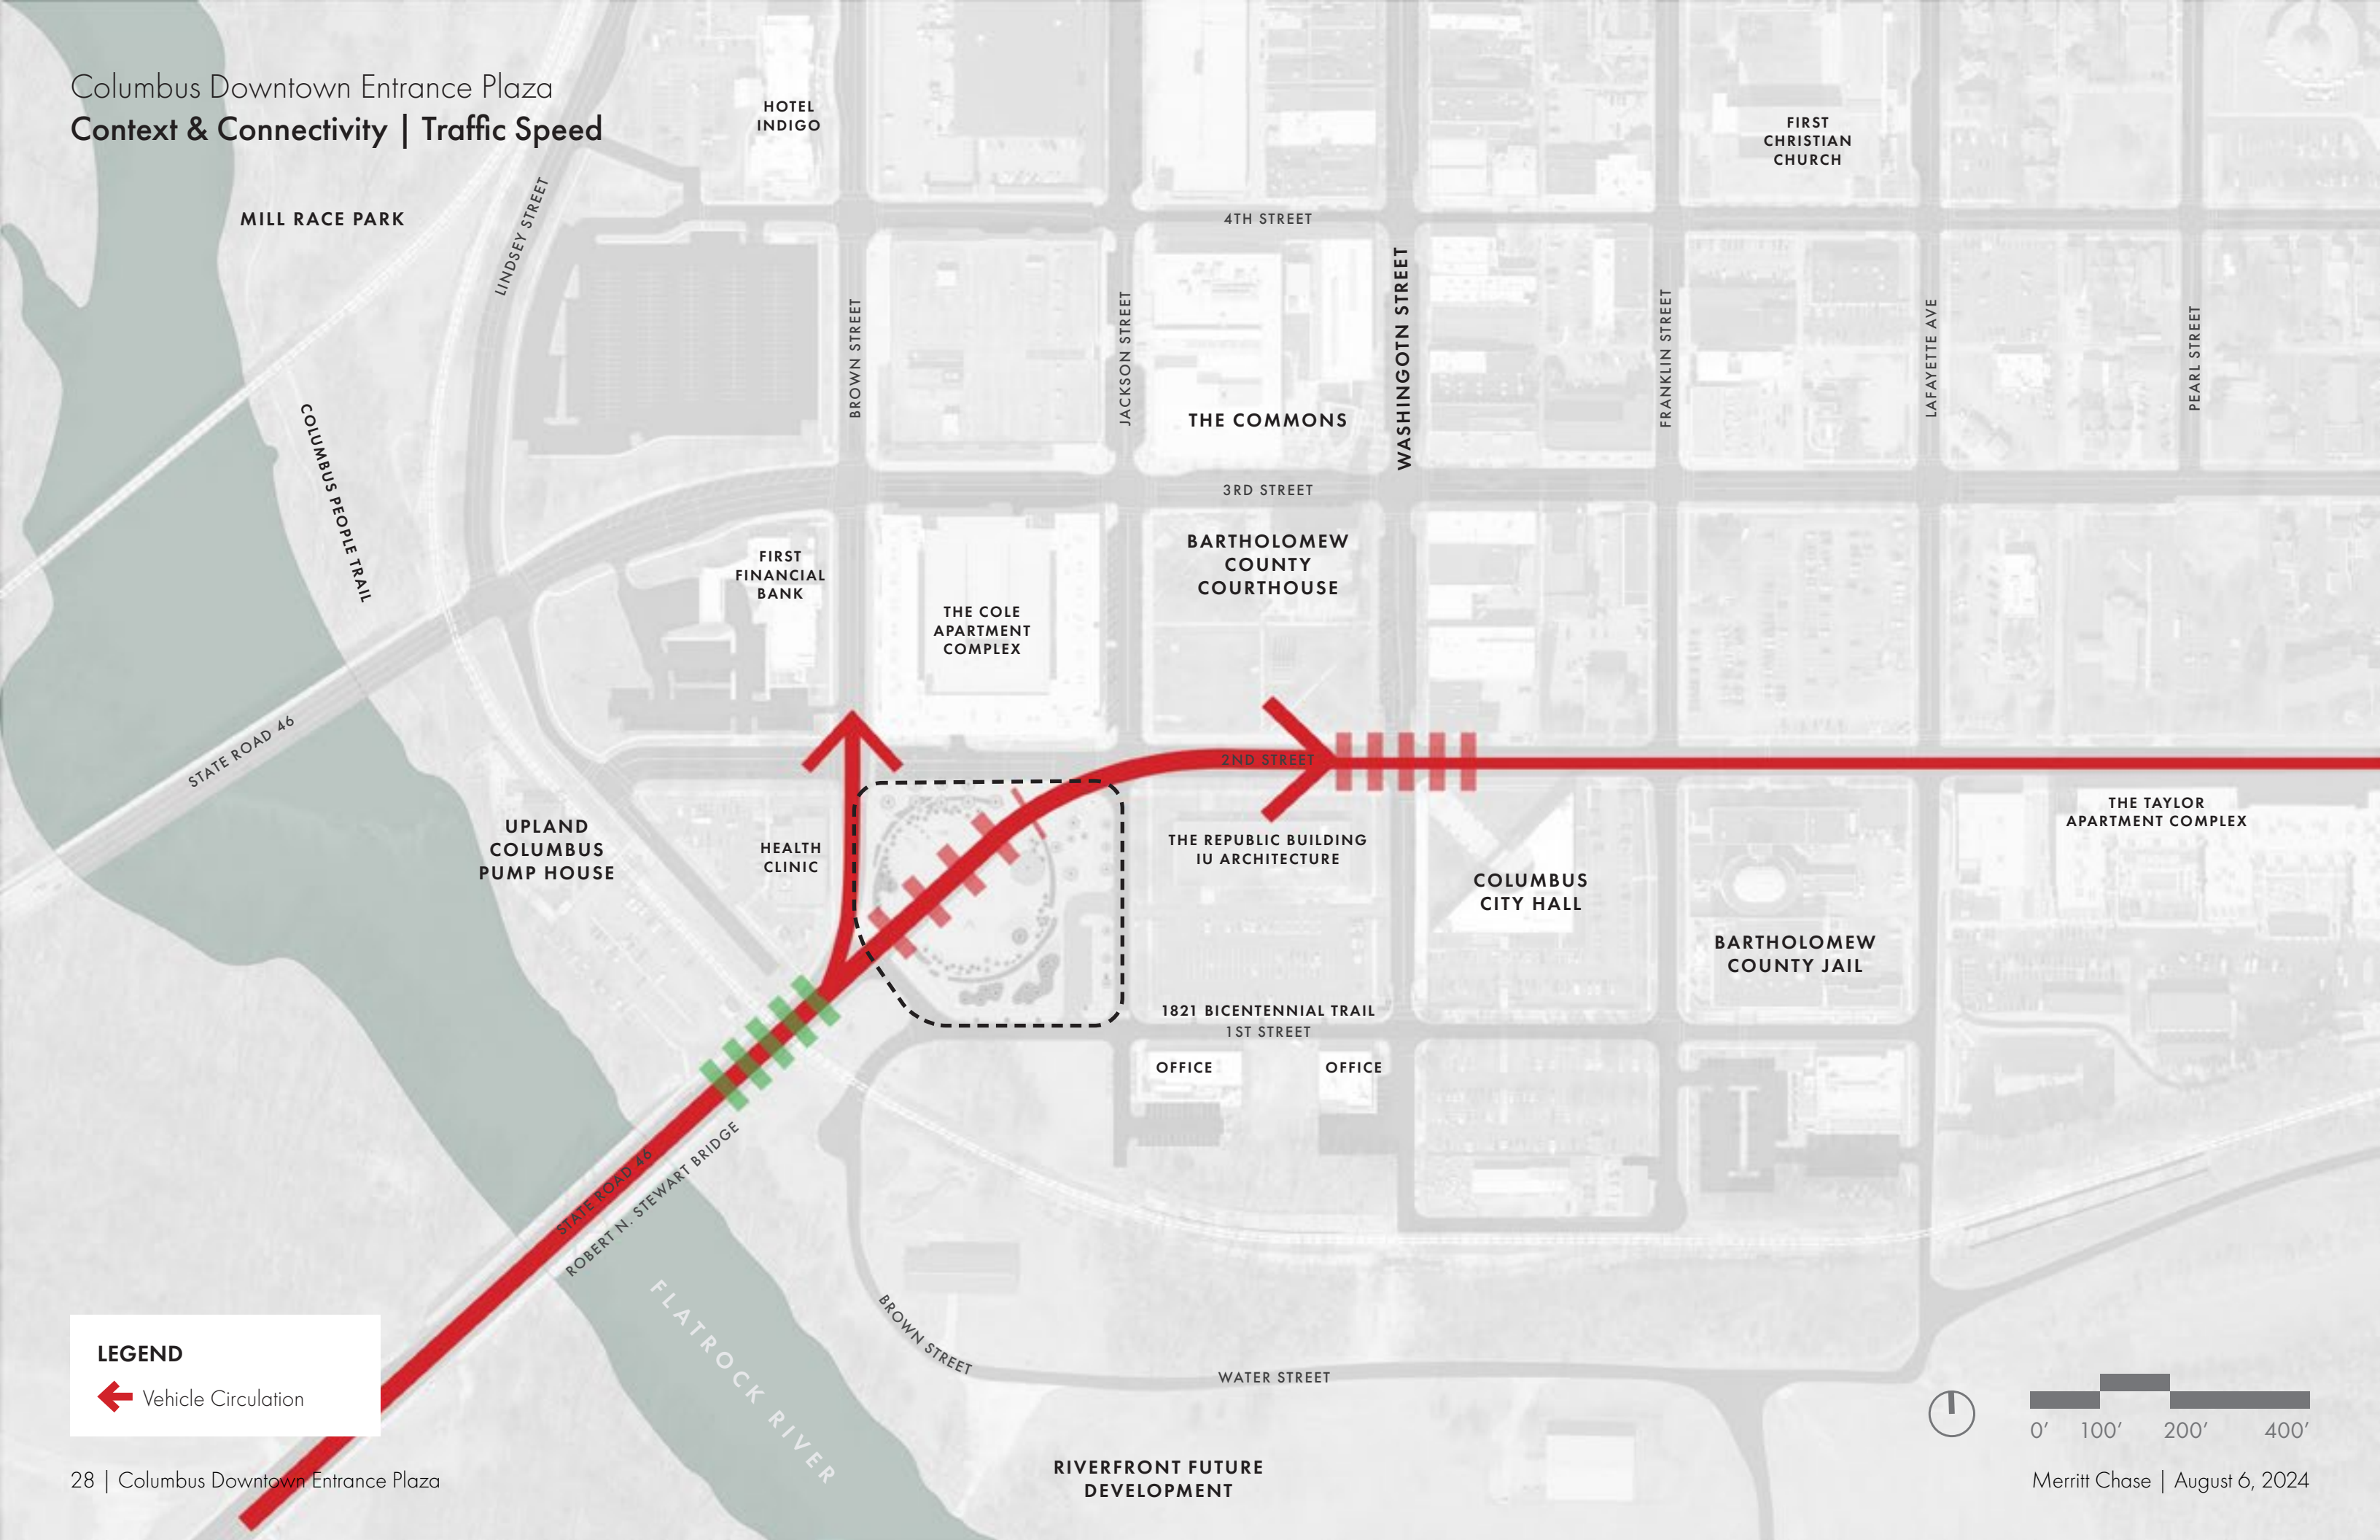 Columbus Downtown Entrance Plaza
Context & Connectivity | Traffic Speed
HOTEL
INDIGO
FIRST
CHRISTIAN
CHURCH
MILL RACE PARK
LINDSEY STREET
4TH STREET
BROWN STREET
JACKSON STREET
WASHINGOTN STREET
FRANKLIN STREET
LAFAYETTE AVE
PEARL STREET
THE COMMONS
COLUMBUS PEOPLE TRAIL
3RD STREET
BARTHOLOMEW
COUNTY
COURTHOUSE
FIRST
FINANCIAL
BANK
THE COLE
APARTMENT
COMPLEX
STATE ROAD 46
2ND STREET
UPLAND
COLUMBUS
PUMP HOUSE
HEALTH
CLINIC
THE REPUBLIC BUILDING
IU ARCHITECTURE
COLUMBUS
CITY HALL
THE TAYLOR
APARTMENT COMPLEX
BARTHOLOMEW
COUNTY JAIL
1821 BICENTENNIAL TRAIL
1ST STREET
OFFICE
OFFICE
STATE ROAD 46
ROBERT N. STEWART BRIDGE
FLATROCK RIVER
BROWN STREET
WATER STREET
LEGEND
Vehicle Circulation
0’ 100’ 200’ 400’
RIVERFRONT FUTURE
DEVELOPMENT
28 | Columbus Downtown Entrance Plaza
Merritt Chase | August 6, 2024